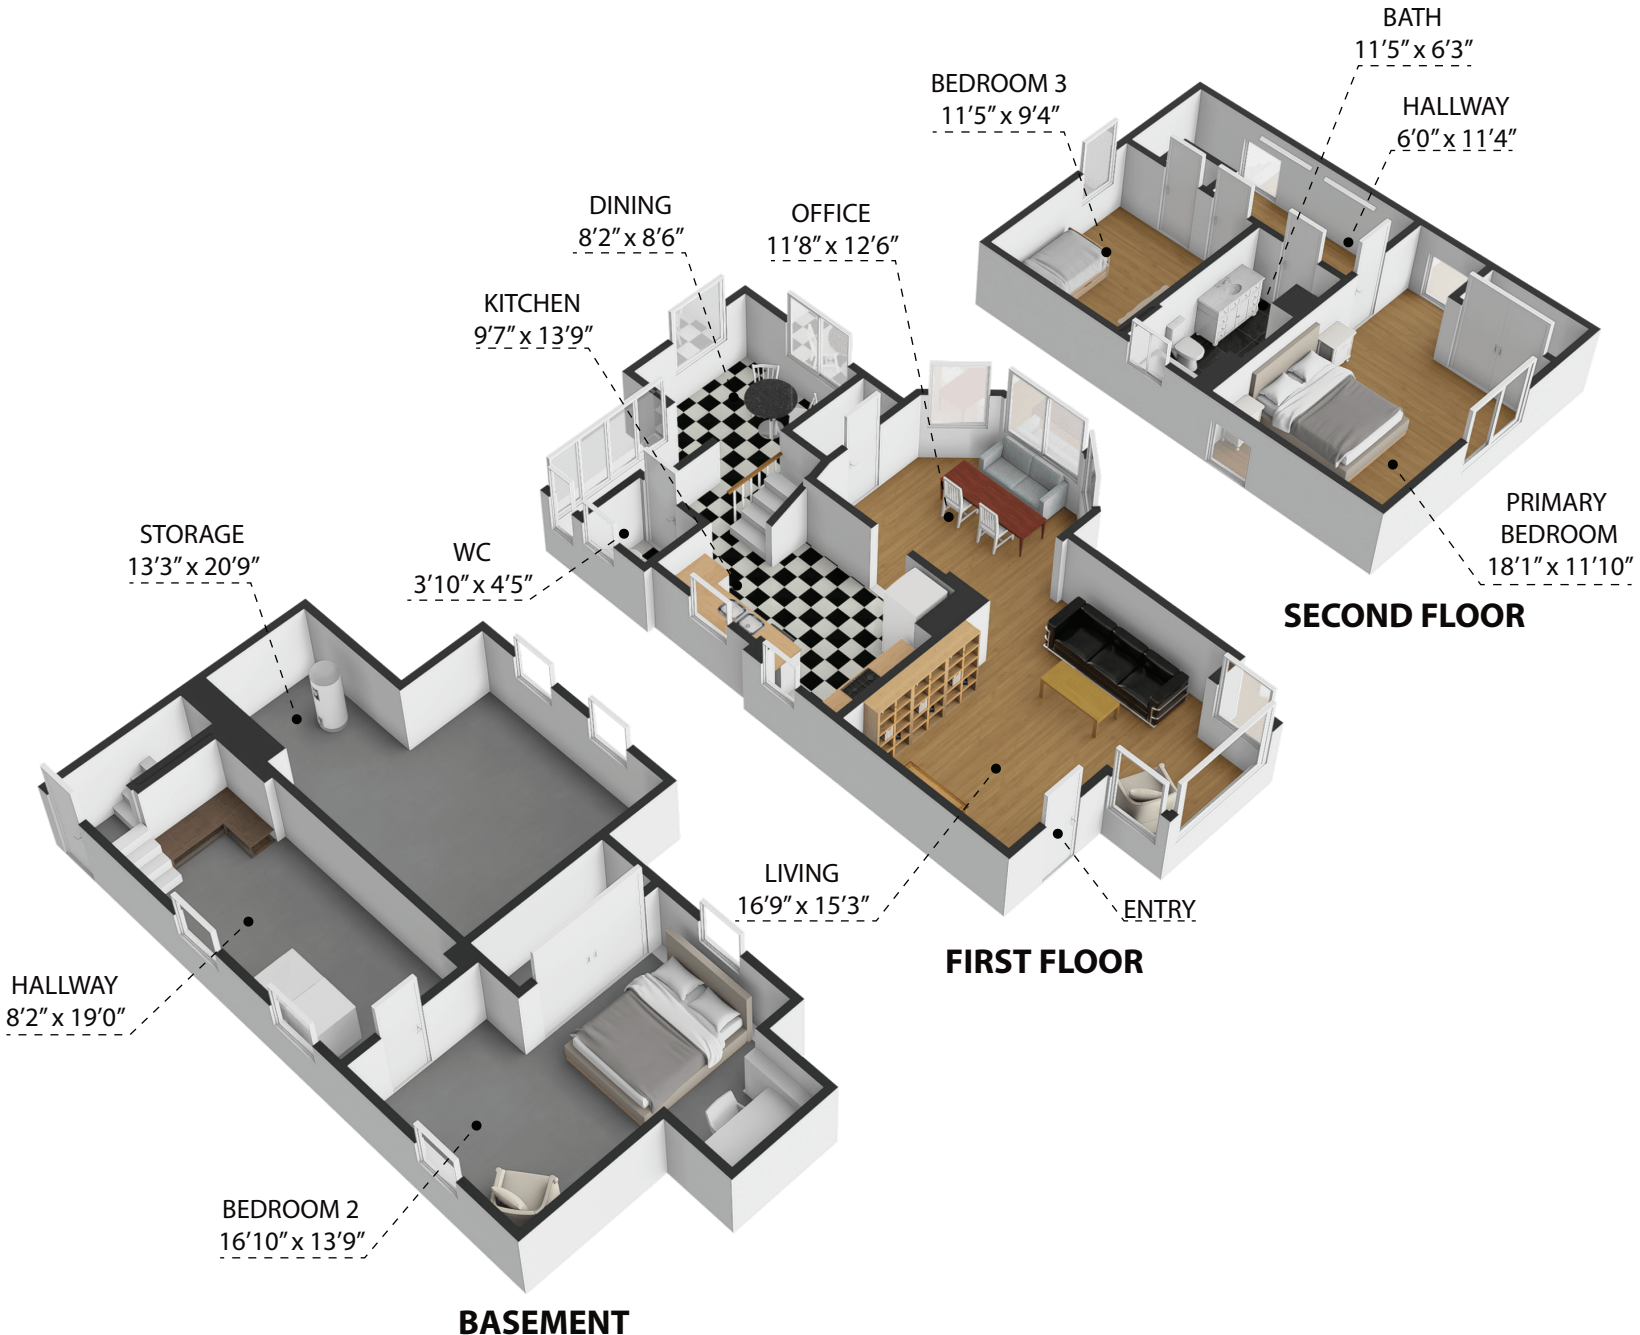 BATH
11′5″ x 6′3″
BEDROOM 3
11′5″ x 9′4″
HALLWAY
6′0″ x 11′4″
DINING
8′2″ x 8′6″
OFFICE
11′8″ x 12′6″
KITCHEN
9′7″ x 13′9″
PRIMARY
BEDROOM
18′1″ x 11′10″
SECOND FLOOR
STORAGE
13′3″ x 20′9″
WC
3′10″ x 4′5″
LIVING
16′9″ x 15′3″
ENTRY
FIRST FLOOR
HALLWAY
8′2″ x 19′0″
BEDROOM 2
16′10″ x 13′9″
BASEMENT